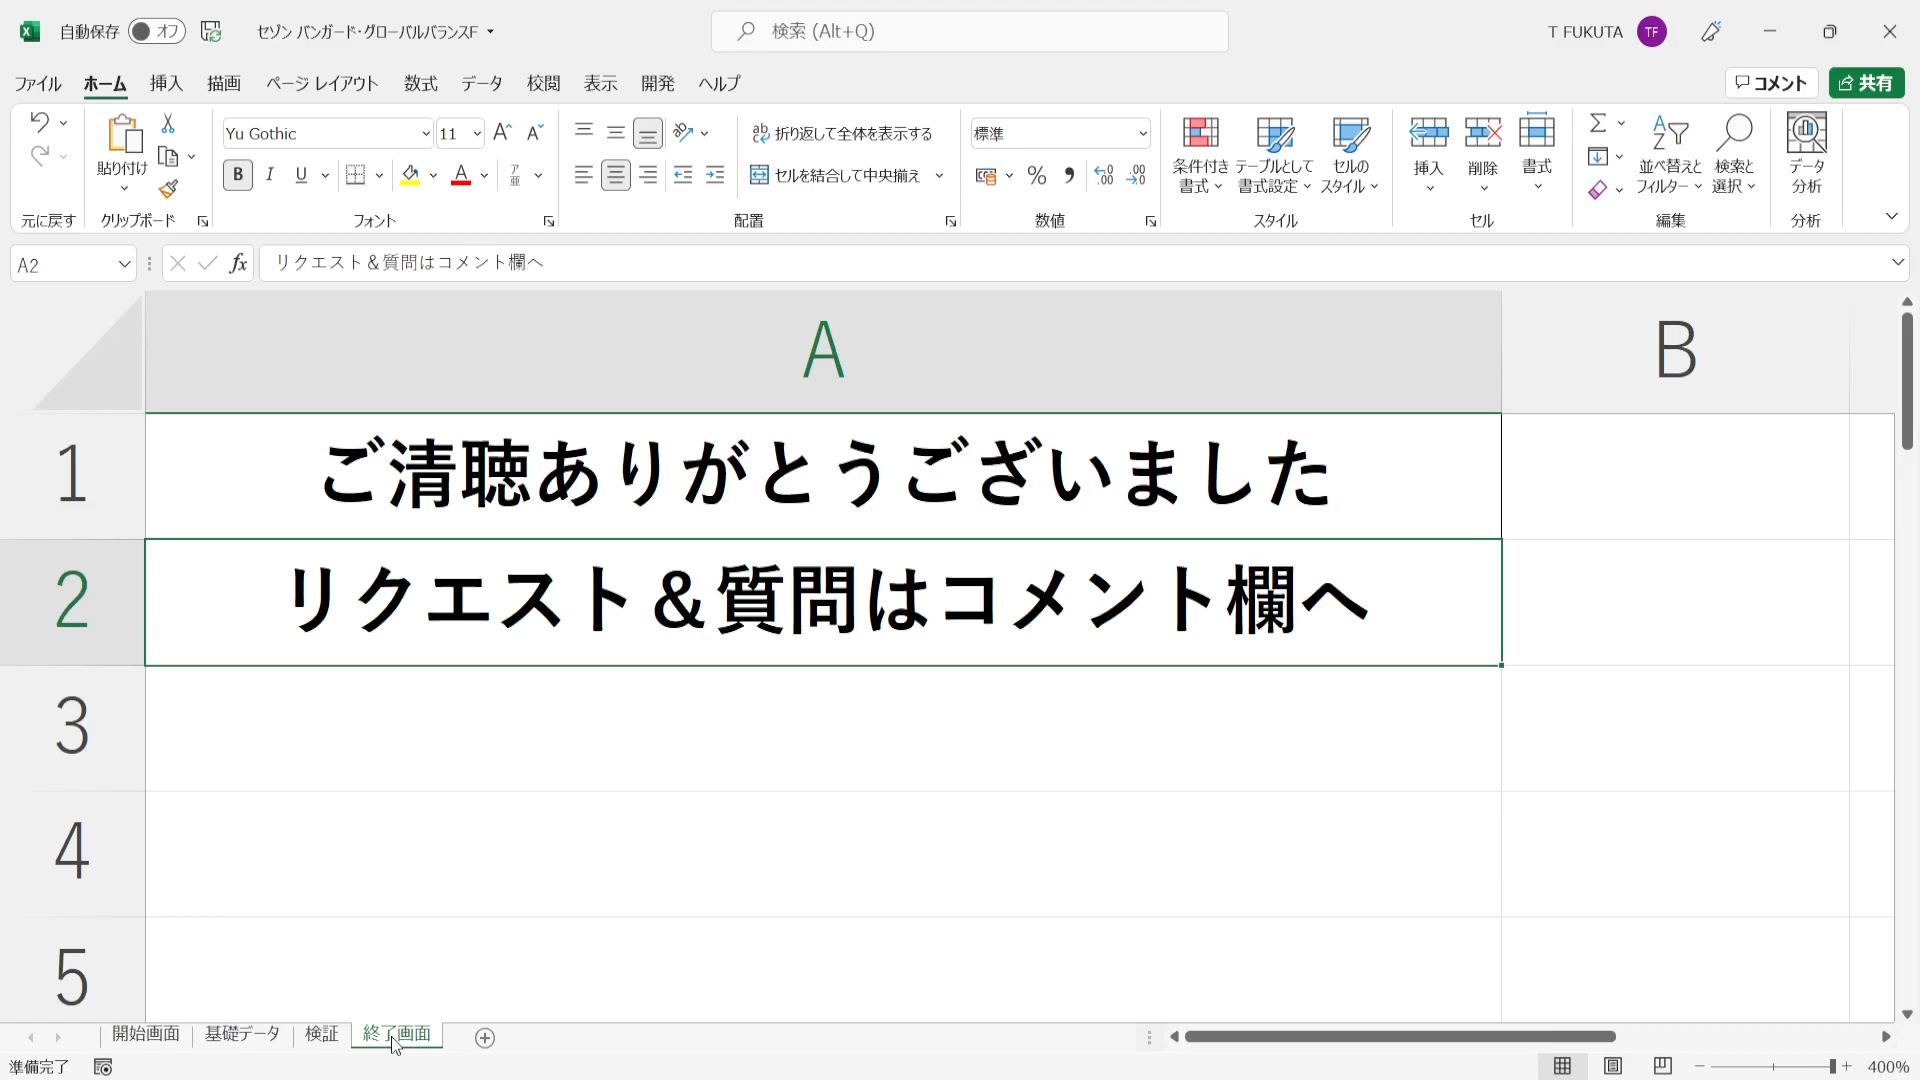 自動保存 オフ セゾン バンガード・グローバルバランスF 検索 (Alt+Q) T FUKUTA TF
ファイル ホーム 挿入 描画 ページ レイアウト 数式 データ 校閲 表示 開発 ヘルプ コメント 共有
Yu Gothic 11 折り返して全体を表示する 標準
貼り付け B I U セルを結合して中央揃え % 条件付き書式 テーブルとして書式設定 セルのスタイル 挿入 削除 書式 並べ替えとフィルター 検索と選択 データ分析
元に戻す クリップボード フォント 配置 数値 スタイル セル 編集 分析
A2 fx リクエスト＆質問はコメント欄へ
A B
1 ご清聴ありがとうございました
2 リクエスト＆質問はコメント欄へ
3
4
5
開始画面 基礎データ 検証 終了画面
準備完了 400%